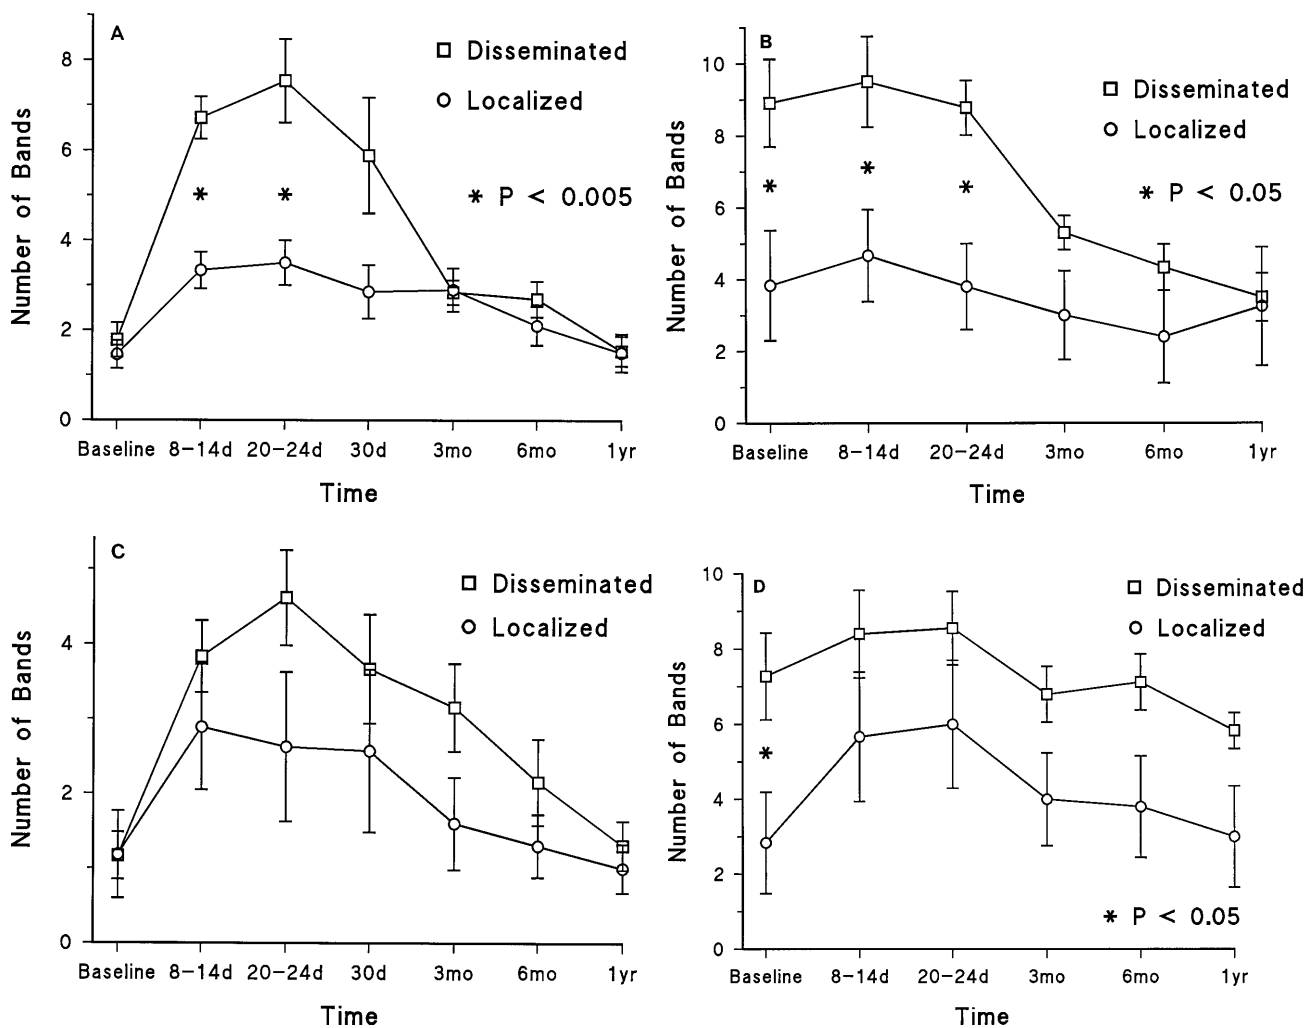 A
8
6
4
2
0
Number of Bands
Disseminated
Localized
* P < 0.005
Baseline 8-14d 20-24d 30d 3mo 6mo 1yr
Time
B
10
8
6
4
2
0
Number of Bands
Disseminated
Localized
* P < 0.05
Baseline 8-14d 20-24d 3mo 6mo 1yr
Time
C
4
2
0
Number of Bands
Disseminated
Localized
Baseline 8-14d 20-24d 30d 3mo 6mo 1yr
Time
D
10
8
6
4
2
0
Number of Bands
Disseminated
Localized
* P < 0.05
Baseline 8-14d 20-24d 3mo 6mo 1yr
Time